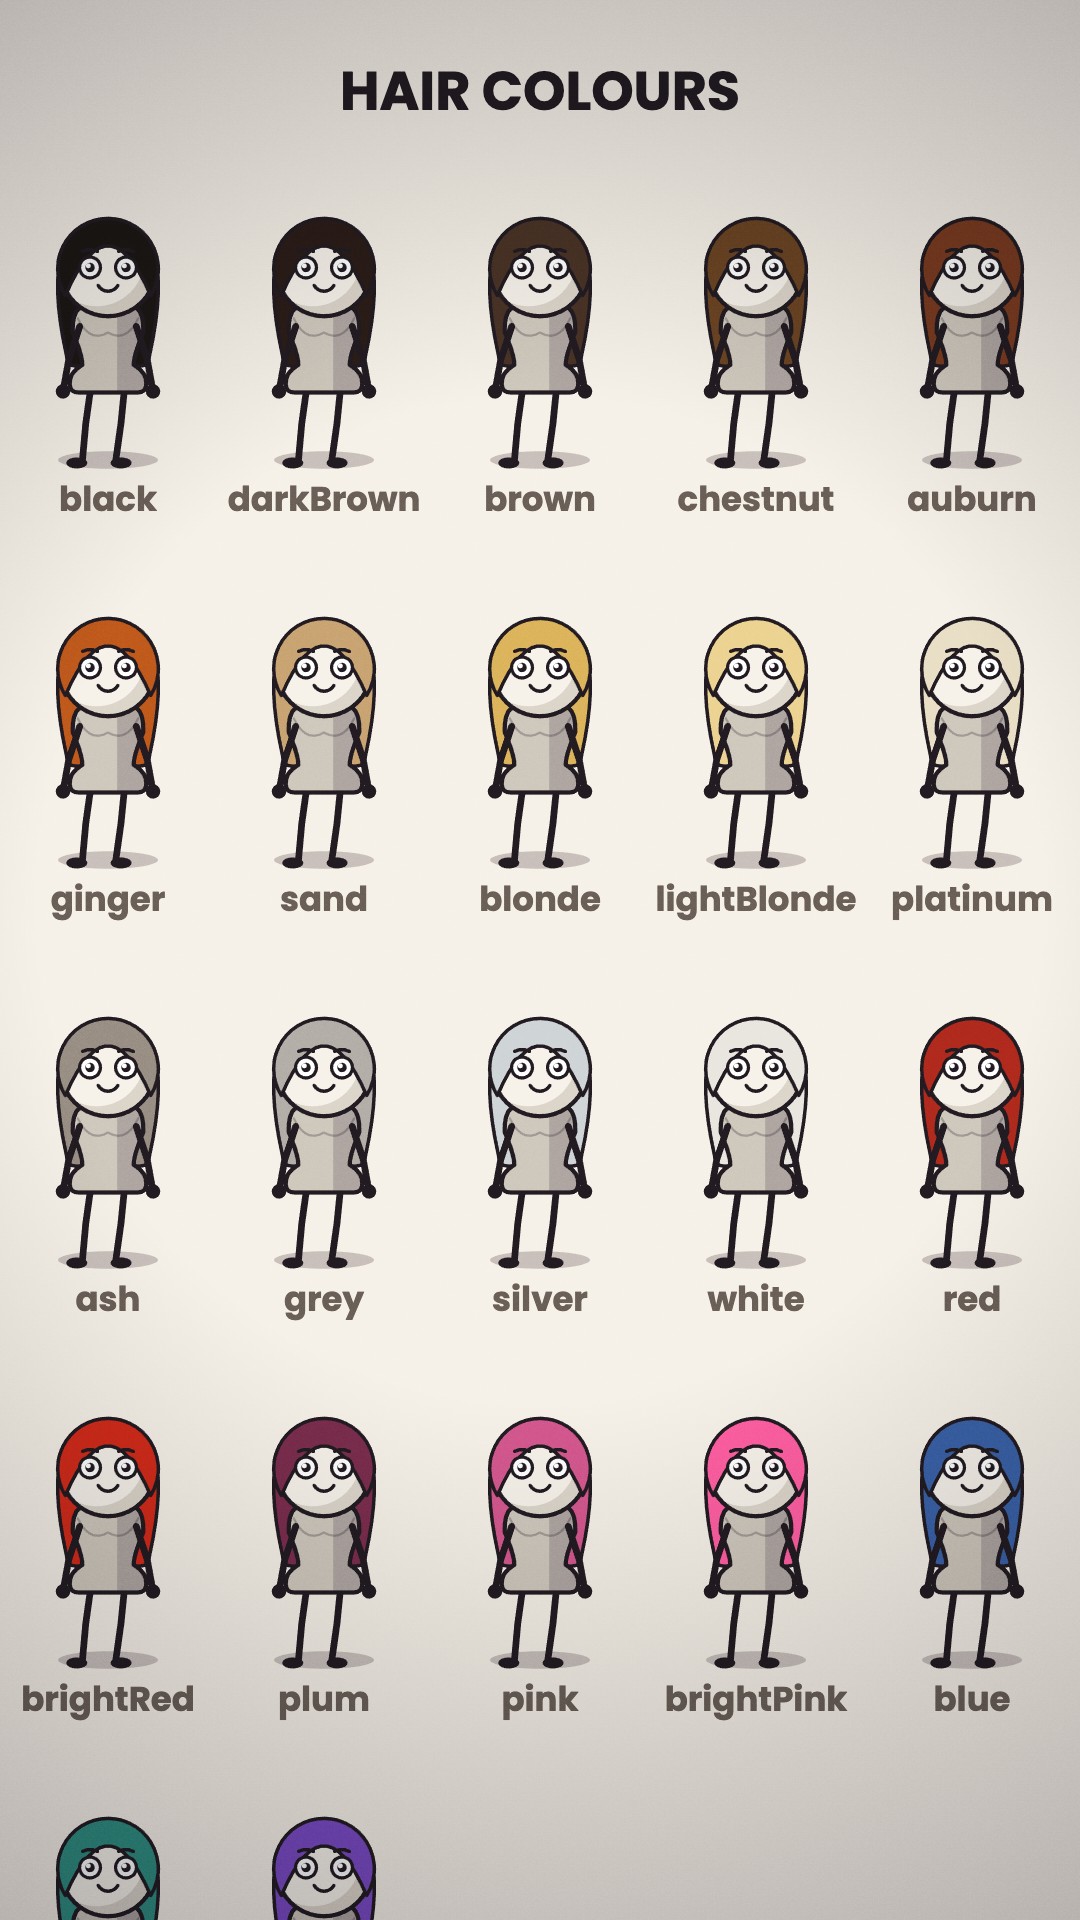 HAIR COLOURS
black darkBrown brown chestnut auburn
ginger sand blonde lightBlonde platinum
ash grey silver white red
brightRed plum pink brightPink blue